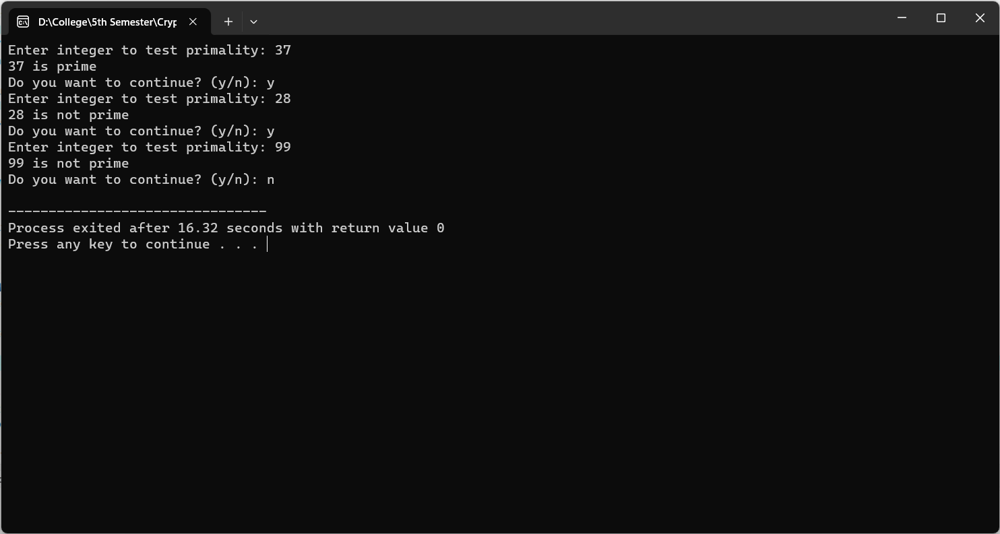 D:\College\5th Semester\Cryp
Enter integer to test primality: 37
37 is prime
Do you want to continue? (y/n): y
Enter integer to test primality: 28
28 is not prime
Do you want to continue? (y/n): y
Enter integer to test primality: 99
99 is not prime
Do you want to continue? (y/n): n
--------------------------------
Process exited after 16.32 seconds with return value 0
Press any key to continue . . .